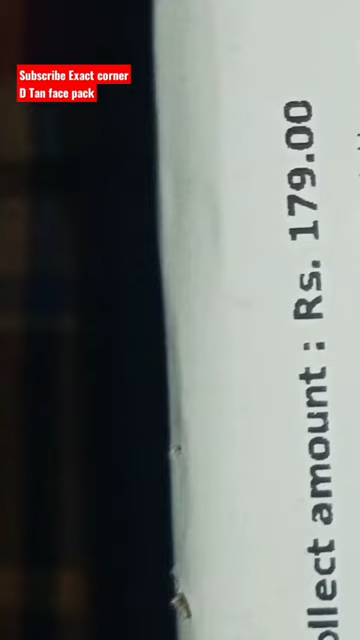 Subscribe Exact corner
D Tan face pack
ollect amount : Rs. 179.00